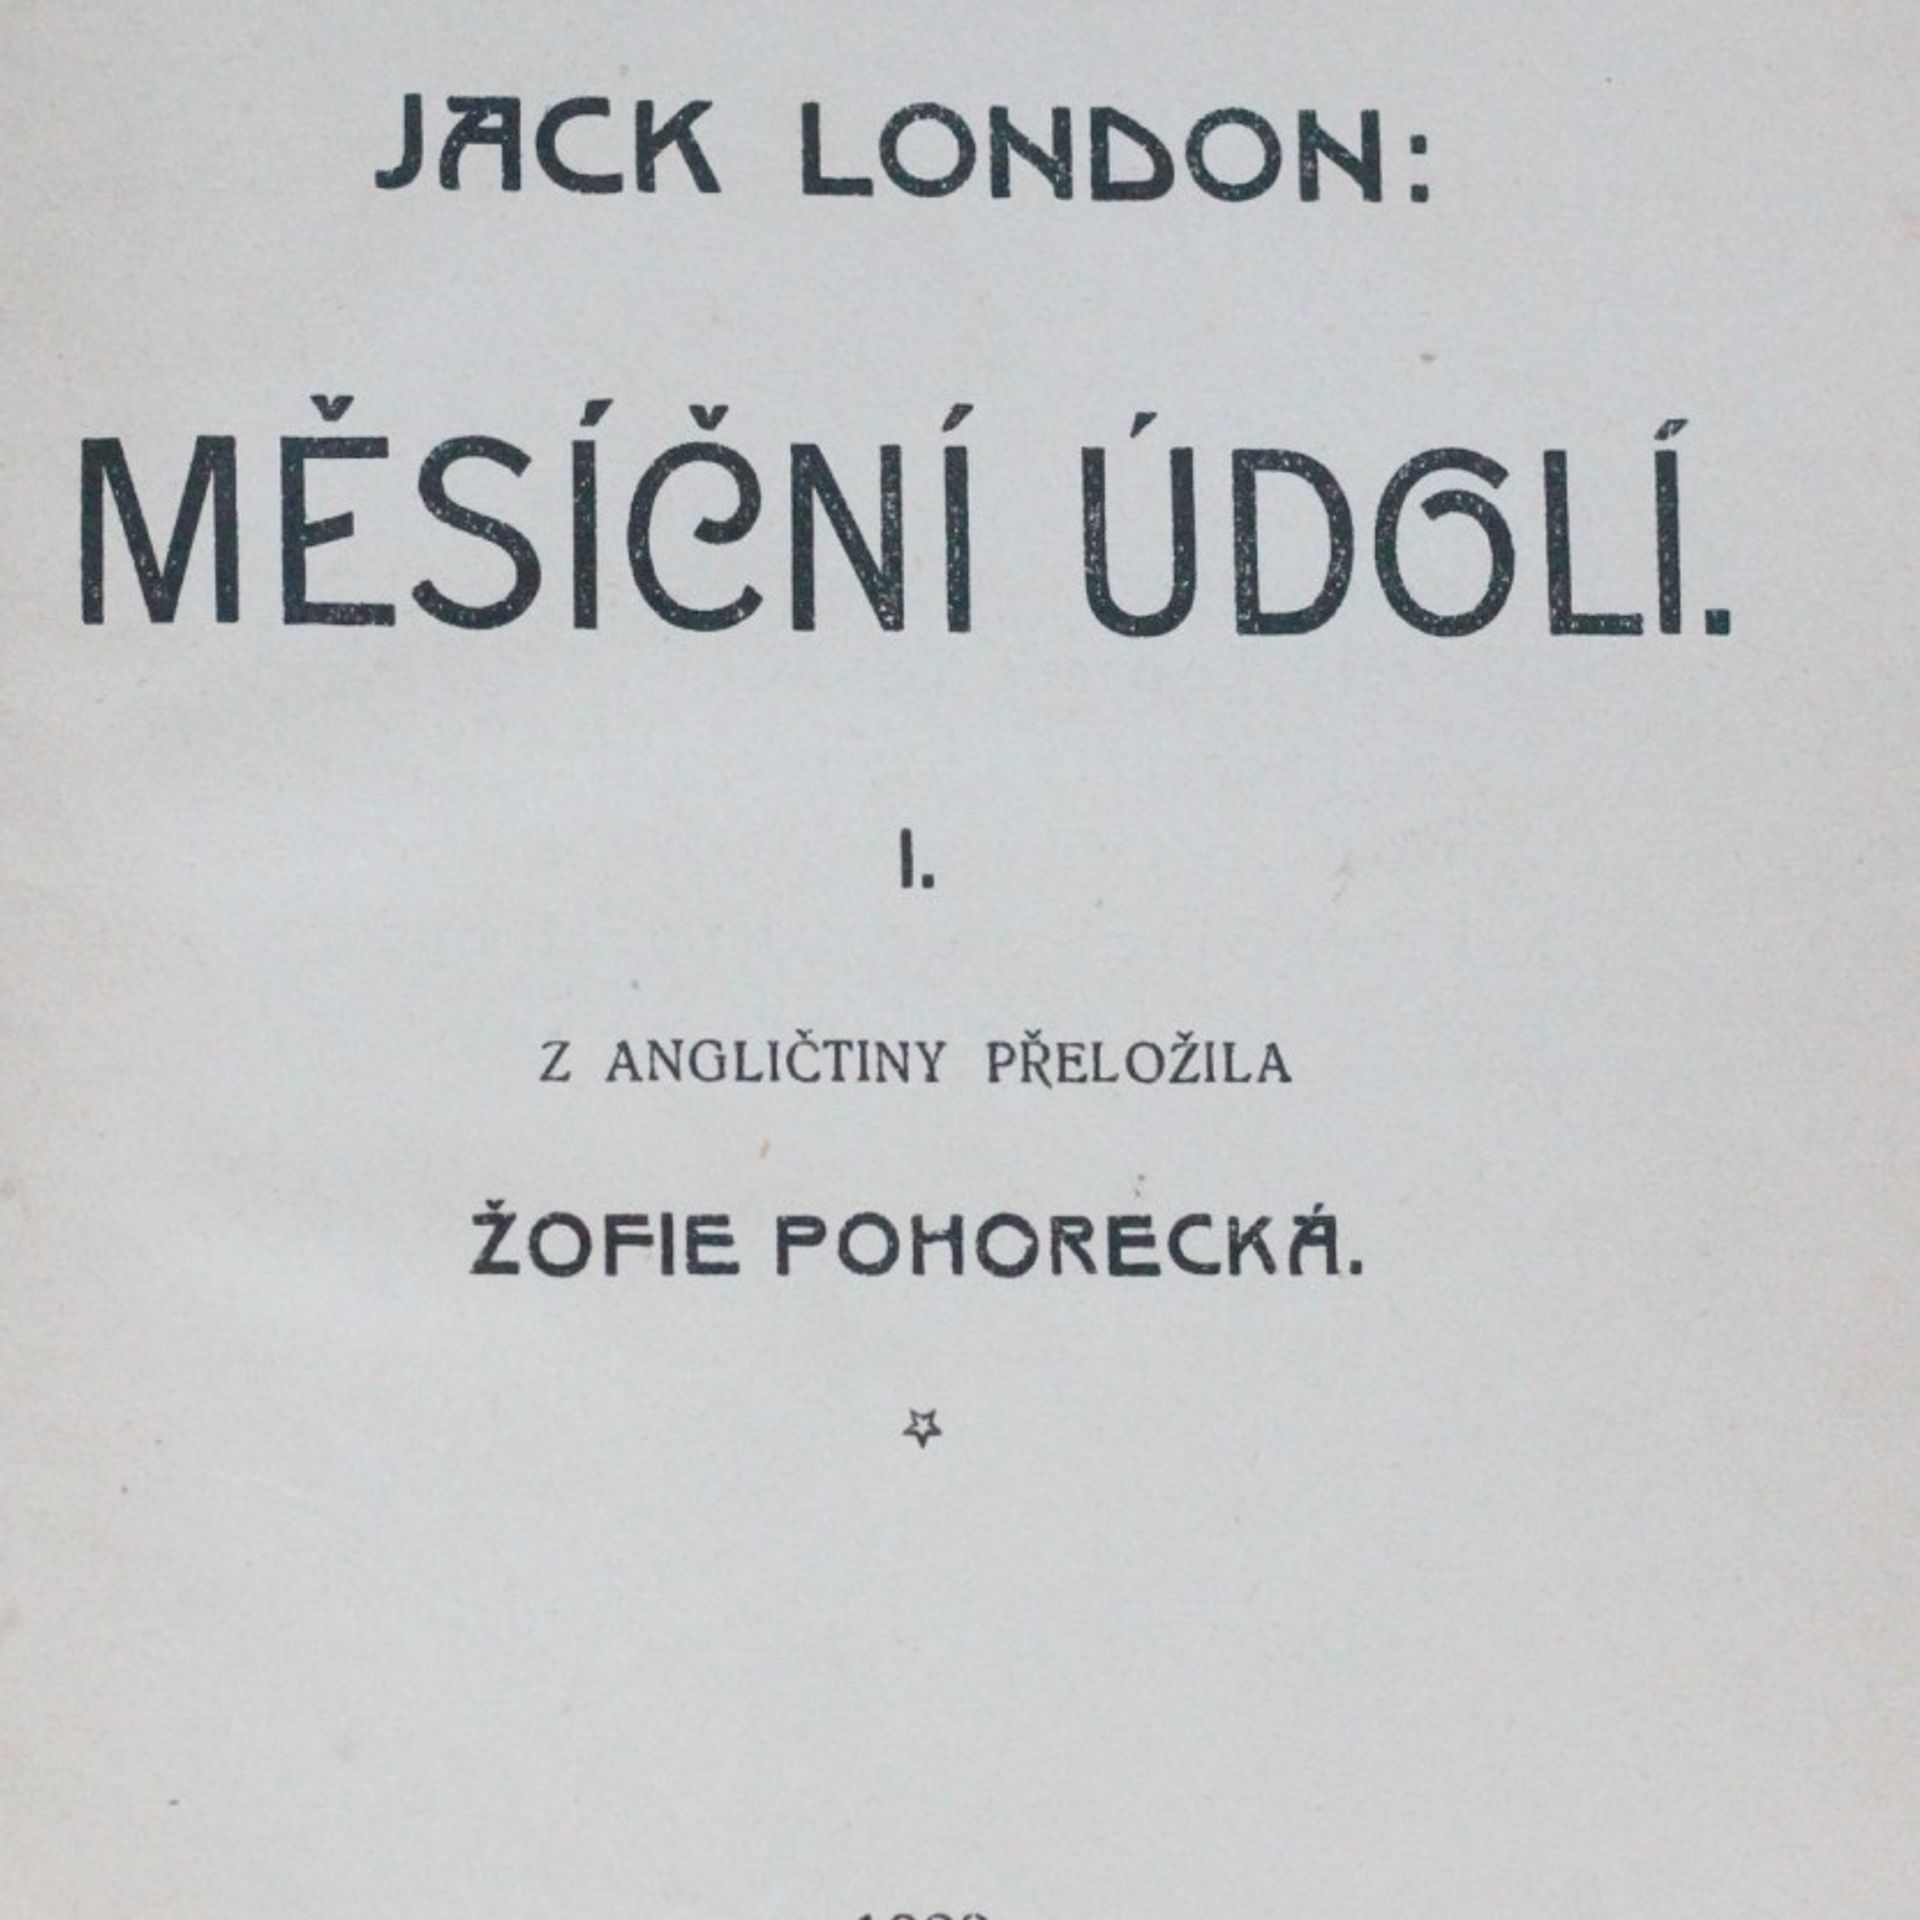 JACK LONDON:
MĚSÍČNÍ ÚDOLÍ.
I.
Z ANGLIČTINY PŘELOŽILA
ŽOFIE POHORECKÁ.